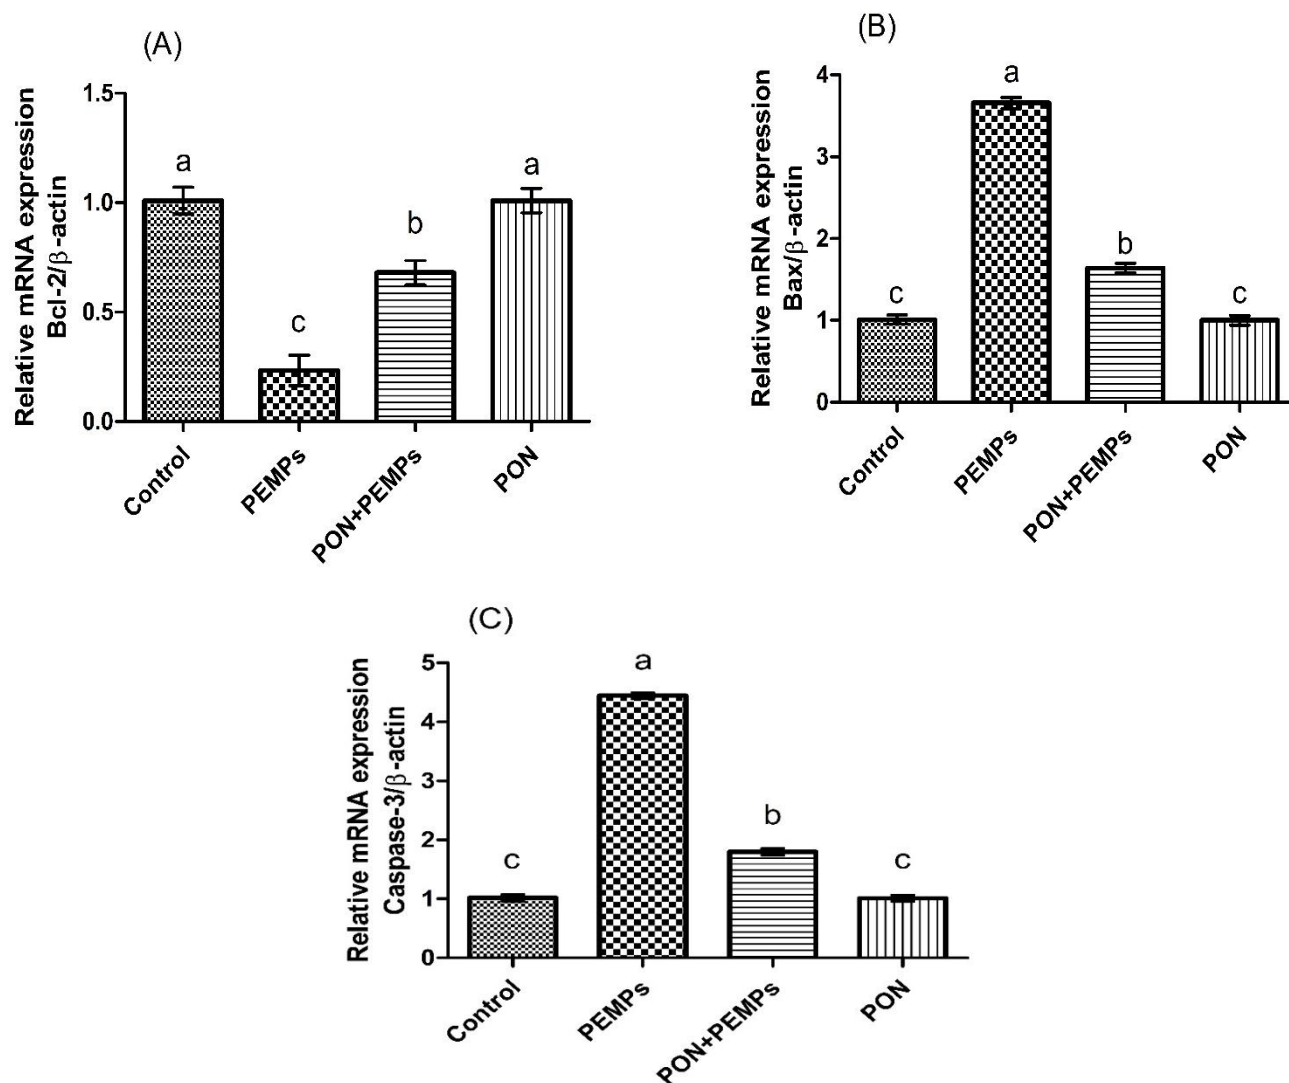 (A)
Relative mRNA expression
Bcl-2/β-actin
1.5
1.0
0.5
0.0
a
c
b
a
Control
PEMPs
PON+PEMPs
PON
(B)
Relative mRNA expression
Bax/β-actin
4
3
2
1
0
c
a
b
c
Control
PEMPs
PON+PEMPs
PON
(C)
Relative mRNA expression
Caspase-3/β-actin
5
4
3
2
1
0
c
a
b
c
Control
PEMPs
PON+PEMPs
PON